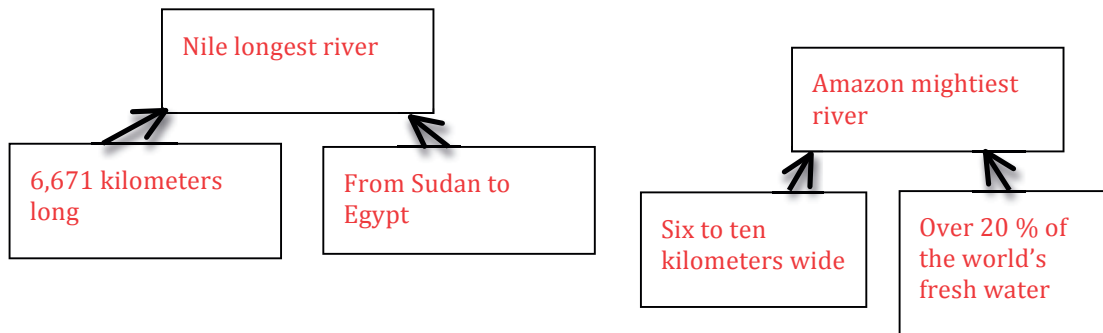 Nile longest river
6,671 kilometers
long
From Sudan to
Egypt
Amazon mightiest
river
Six to ten
kilometers wide
Over 20 % of
the world’s
fresh water